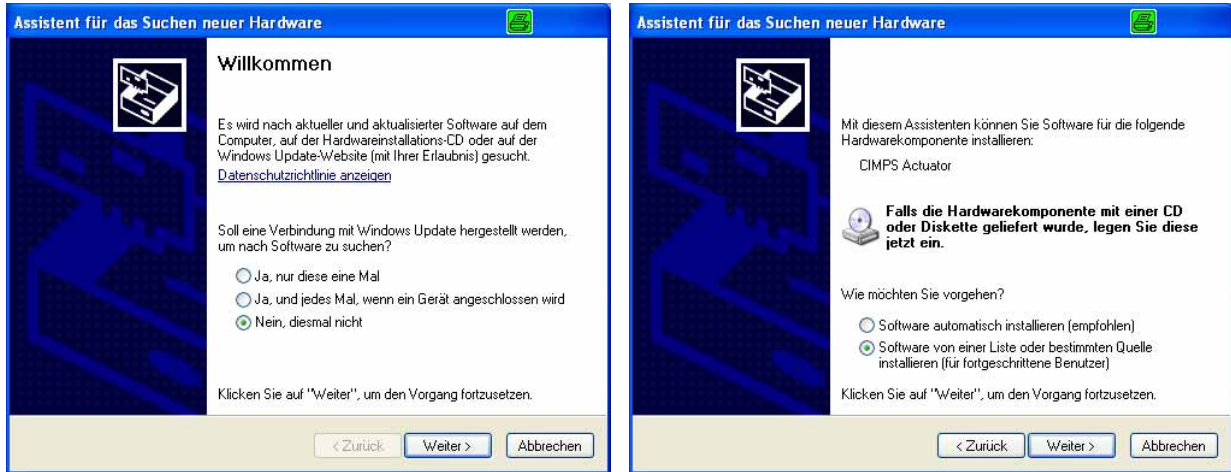 Assistent für das Suchen neuer Hardware
Willkommen
Es wird nach aktueller und aktualisierter Software auf dem
Computer, auf der Hardwareinstallations-CD oder auf der
Windows Update-Website (mit Ihrer Erlaubnis) gesucht.
Datenschutzrichtlinie anzeigen
Soll eine Verbindung mit Windows Update hergestellt werden,
um nach Software zu suchen?
Ja, nur diese eine Mal
Ja, und jedes Mal, wenn ein Gerät angeschlossen wird
Nein, diesmal nicht
Klicken Sie auf "Weiter", um den Vorgang fortzusetzen.
< Zurück
Weiter >
Abbrechen
Assistent für das Suchen neuer Hardware
Mit diesem Assistenten können Sie Software für die folgende
Hardwarekomponente installieren:
CIMPS Actuator
Falls die Hardwarekomponente mit einer CD
oder Diskette geliefert wurde, legen Sie diese
jetzt ein.
Wie möchten Sie vorgehen?
Software automatisch installieren (empfohlen)
Software von einer Liste oder bestimmten Quelle
installieren (für fortgeschrittene Benutzer)
Klicken Sie auf "Weiter", um den Vorgang fortzusetzen.
< Zurück
Weiter >
Abbrechen